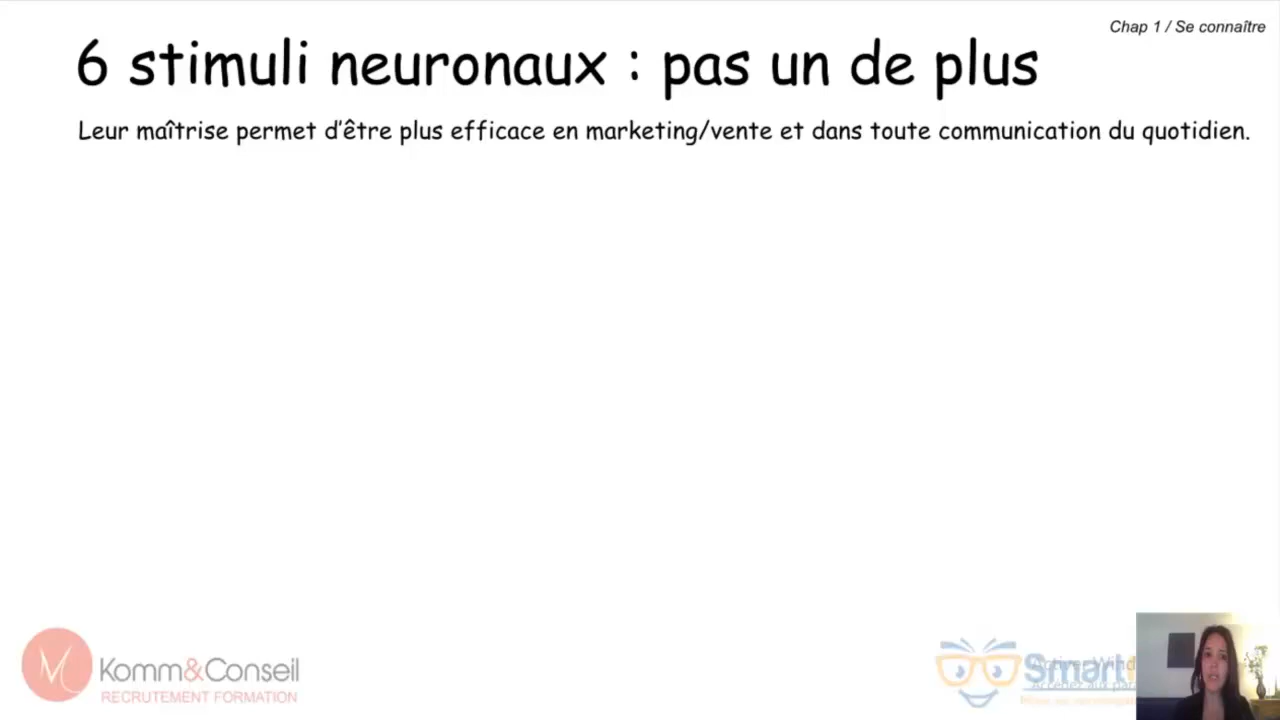 Chap 1 / Se connaître
6 stimuli neuronaux : pas un de plus
Leur maîtrise permet d'être plus efficace en marketing/vente et dans toute communication du quotidien.
Komm&Conseil
RECRUTEMENT FORMATION
Smart